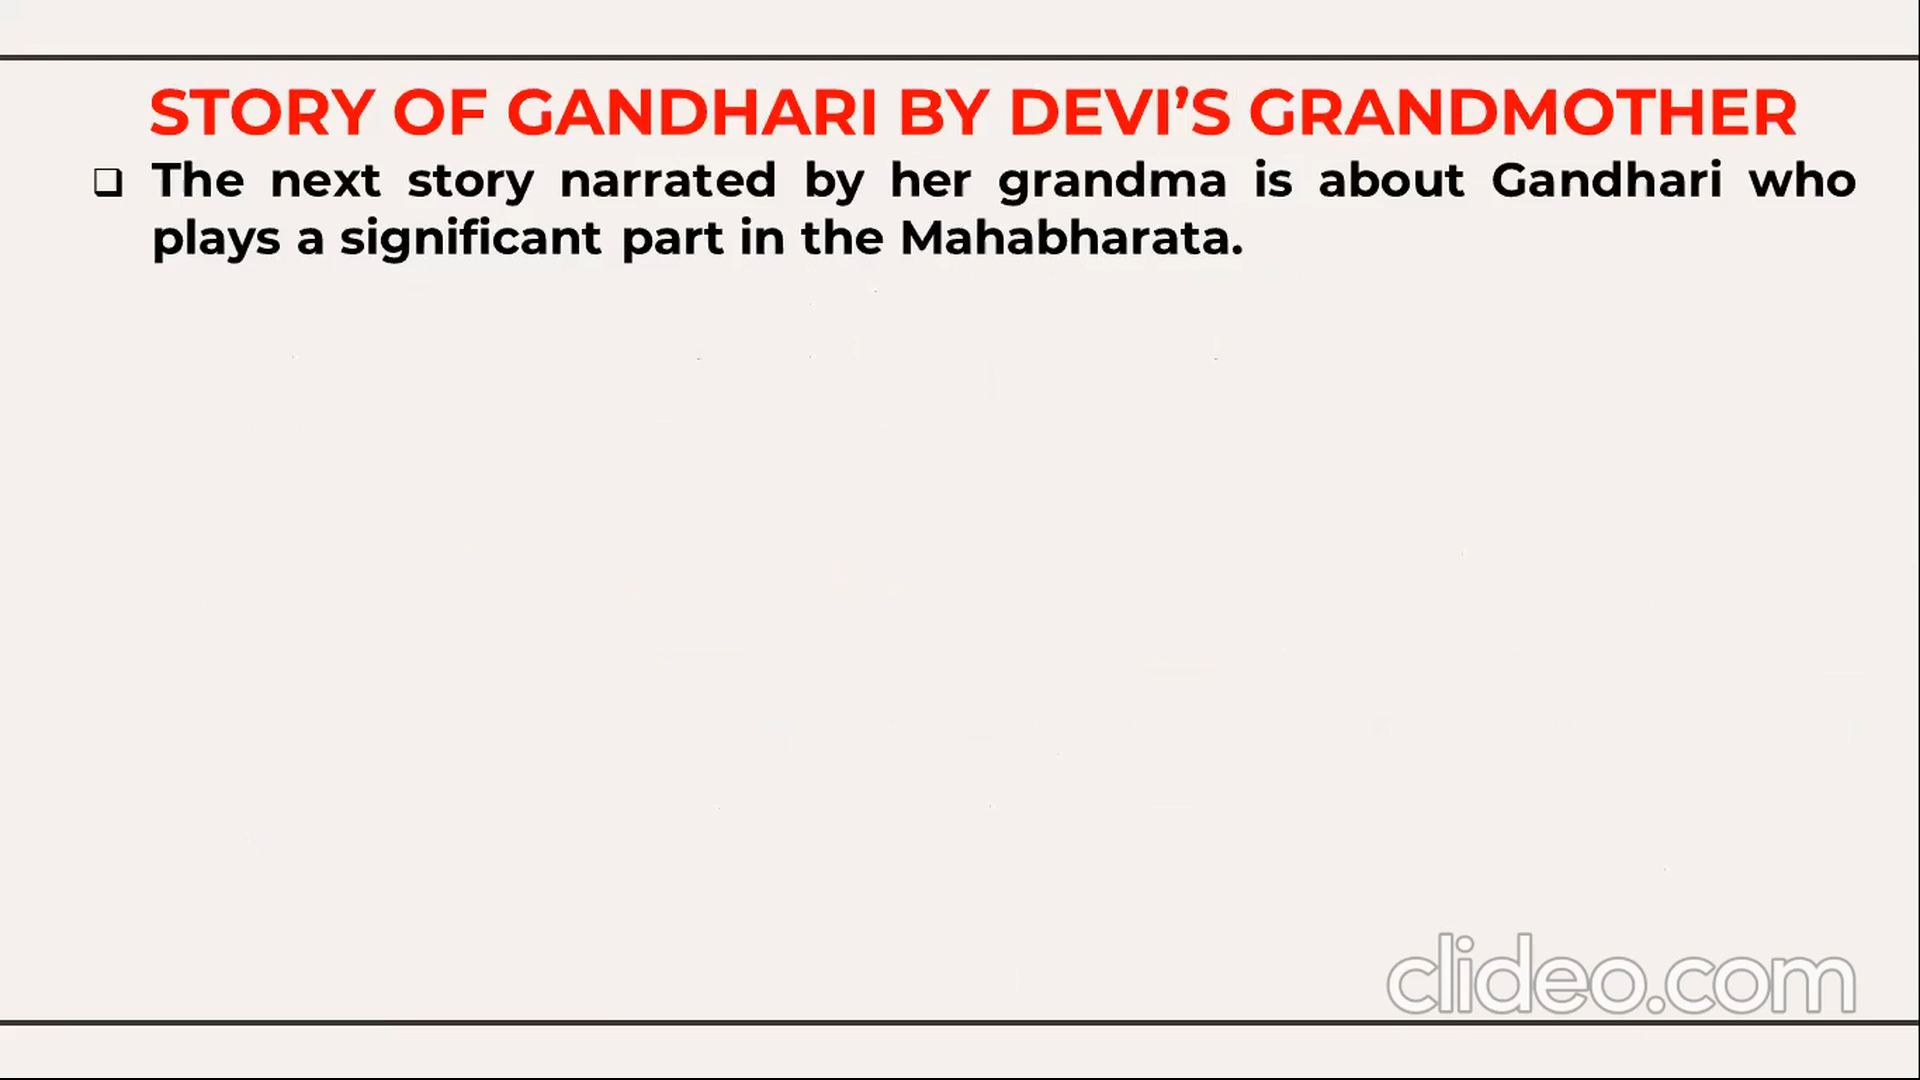 STORY OF GANDHARI BY DEVI’S GRANDMOTHER
❑ The next story narrated by her grandma is about Gandhari who
plays a significant part in the Mahabharata.
clideo.com